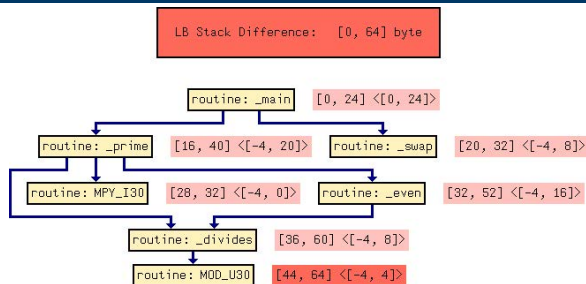 LB Stack Difference: [0, 64] byte
routine: _main [0, 24] <[0, 24]>
routine: _prime [16, 40] <[-4, 20]> routine: _swap [20, 32] <[-4, 8]>
routine: MPY_I30 [28, 32] <[-4, 0]> routine: _even [32, 52] <[-4, 16]>
routine: _divides [36, 60] <[-4, 8]>
routine: MOD_U30 [44, 64] <[-4, 4]>